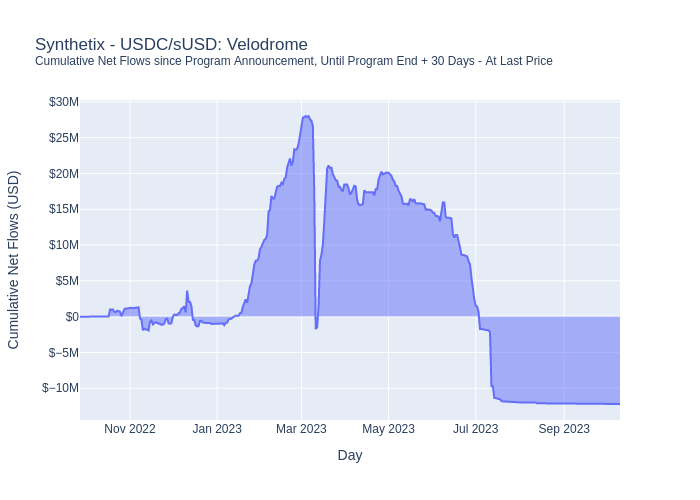 Synthetix - USDC/sUSD: Velodrome
Cumulative Net Flows since Program Announcement, Until Program End + 30 Days - At Last Price
Cumulative Net Flows (USD)
$30M
$25M
$20M
$15M
$10M
$5M
$0
$−5M
$−10M
Nov 2022
Jan 2023
Mar 2023
May 2023
Jul 2023
Sep 2023
Day